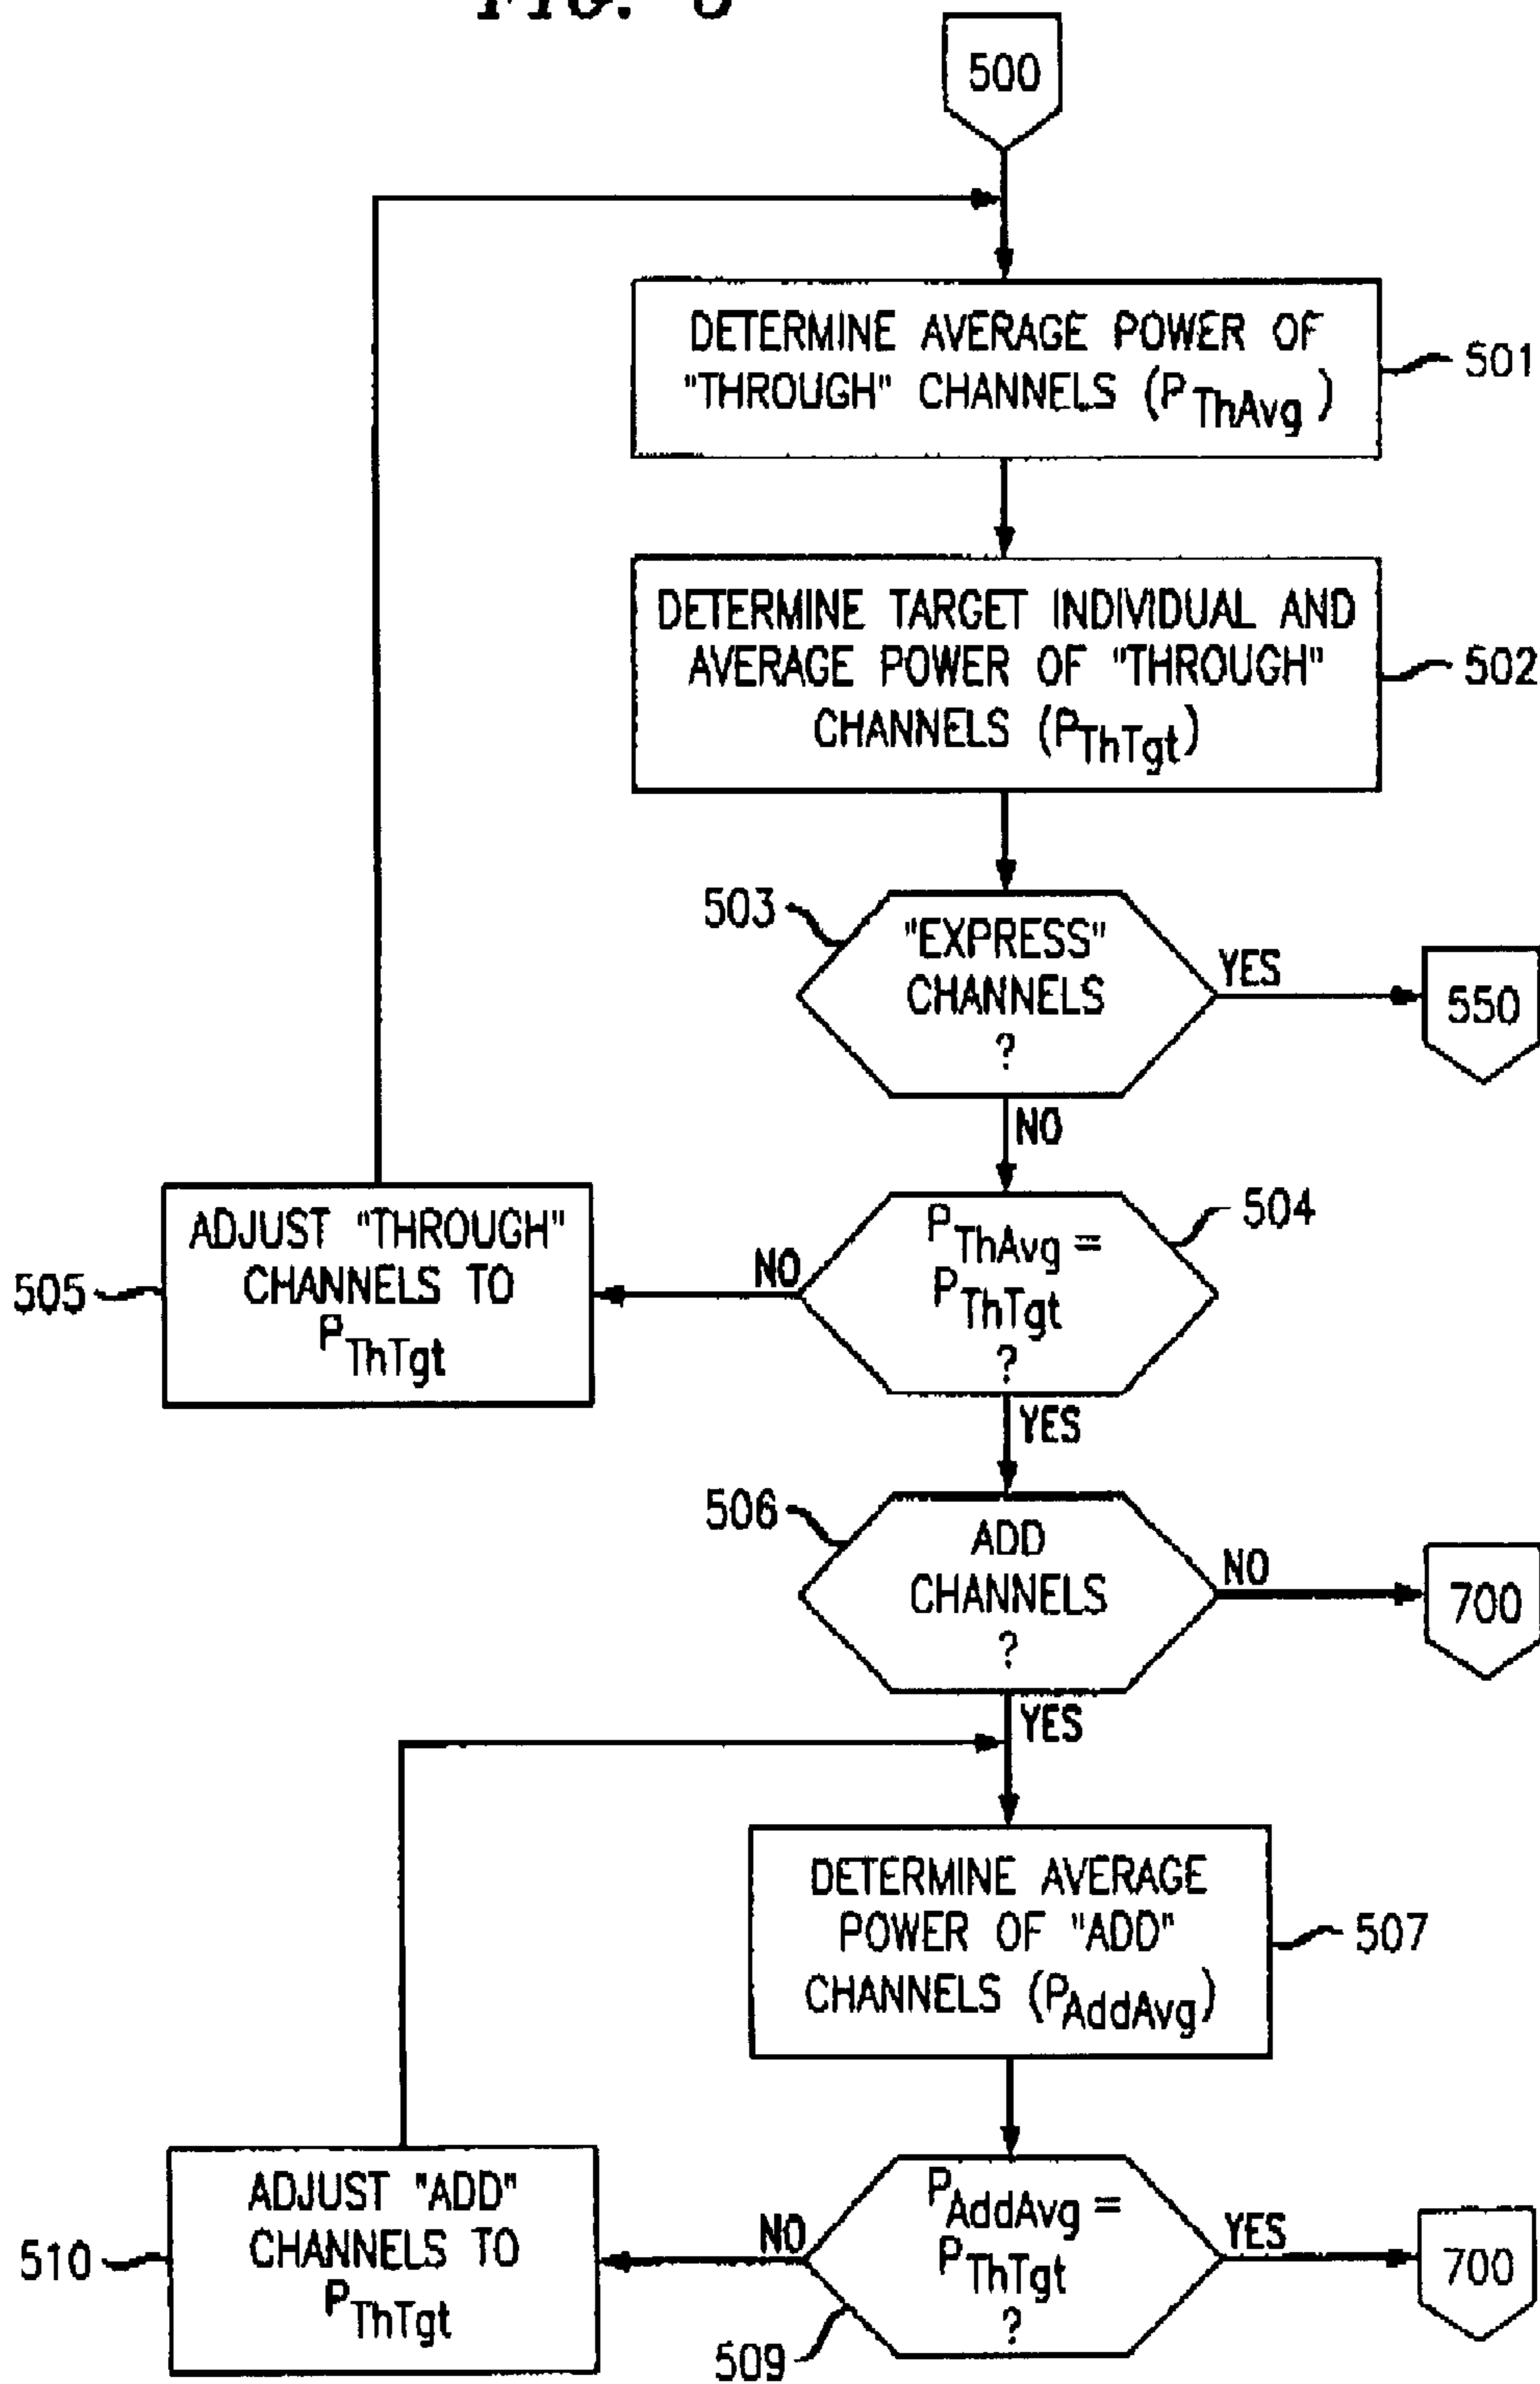 FIG.
500
DETERMINE AVERAGE POWER OF
"THROUGH" CHANNELS (PThAvg)
501
DETERMINE TARGET INDIVIDUAL AND
AVERAGE POWER OF "THROUGH"
CHANNELS (PThTgt)
502
503
"EXPRESS"
CHANNELS
?
YES
550
NO
504
PThAvg =
PThTgt
?
NO
ADJUST "THROUGH"
CHANNELS TO
PThTgt
505
YES
506
ADD
CHANNELS
?
NO
700
YES
DETERMINE AVERAGE
POWER OF "ADD"
CHANNELS (PAddAvg)
507
PAddAvg =
PThTgt
?
509
NO
ADJUST "ADD"
CHANNELS TO
PThTgt
510
YES
700